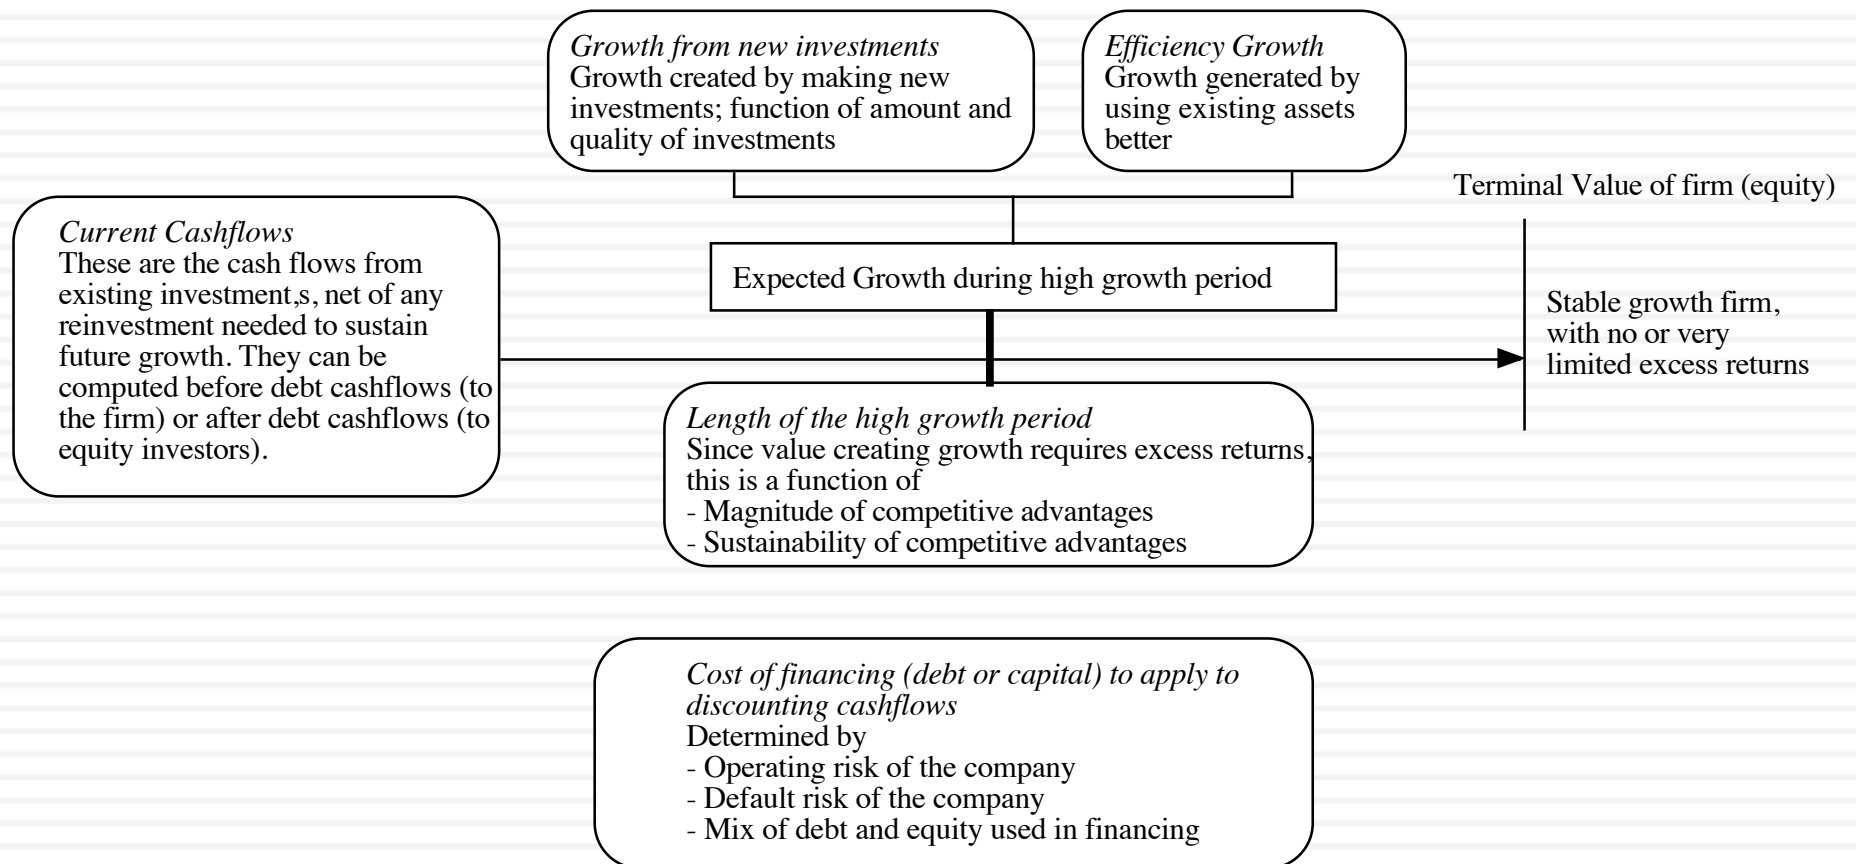 Growth from new investments
Growth created by making new
investments; function of amount and
quality of investments
Efficiency Growth
Growth generated by
using existing assets
better
Terminal Value of firm (equity)
Current Cashflows
These are the cash flows from
existing investment,s, net of any
reinvestment needed to sustain
future growth. They can be
computed before debt cashflows (to
the firm) or after debt cashflows (to
equity investors).
Expected Growth during high growth period
Stable growth firm,
with no or very
limited excess returns
Length of the high growth period
Since value creating growth requires excess returns,
this is a function of
- Magnitude of competitive advantages
- Sustainability of competitive advantages
Cost of financing (debt or capital) to apply to
discounting cashflows
Determined by
- Operating risk of the company
- Default risk of the company
- Mix of debt and equity used in financing